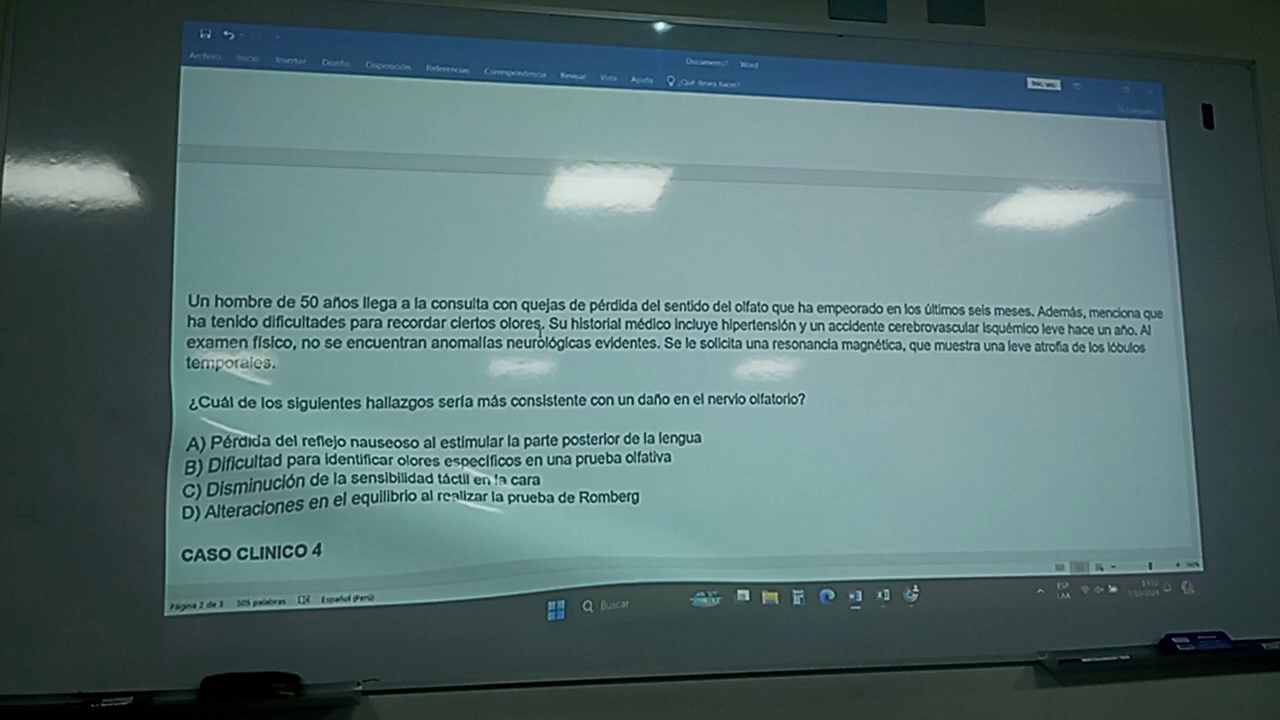 Documento1 - Word
Archivo Inicio Insertar Diseño Disposición Referencias Correspondencia Revisar Vista Ayuda ¿Qué desea hacer?
Un hombre de 50 años llega a la consulta con quejas de pérdida del sentido del olfato que ha empeorado en los últimos seis meses. Además, menciona que
ha tenido dificultades para recordar ciertos olores. Su historial médico incluye hipertensión y un accidente cerebrovascular isquémico leve hace un año. Al
examen físico, no se encuentran anomalías neurológicas evidentes. Se le solicita una resonancia magnética, que muestra una leve atrofia de los lóbulos
temporales.
¿Cuál de los siguientes hallazgos sería más consistente con un daño en el nervio olfatorio?
A) Pérdida del reflejo nauseoso al estimular la parte posterior de la lengua
B) Dificultad para identificar olores específicos en una prueba olfativa
C) Disminución de la sensibilidad táctil en la cara
D) Alteraciones en el equilibrio al realizar la prueba de Romberg
CASO CLINICO 4
Página 2 de 3 505 palabras Español (Perú)
Buscar
ESP
LAA